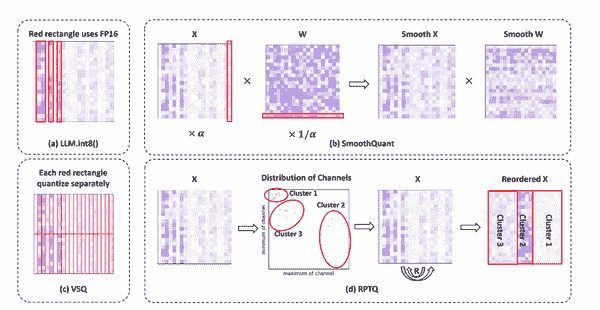 Red rectangle uses FP16
(a) LLM.int8()
X
W
Smooth X
Smooth W
×
×
× α
× 1/α
(b) SmoothQuant
Each red rectangle
quantize separately
(c) VSQ
X
Distribution of Channels
X
Reordered X
Cluster 1
Cluster 2
Cluster 3
minimum of channel
maximum of channel
R
Cluster 3
Cluster 2
Cluster 1
(d) RPTQ